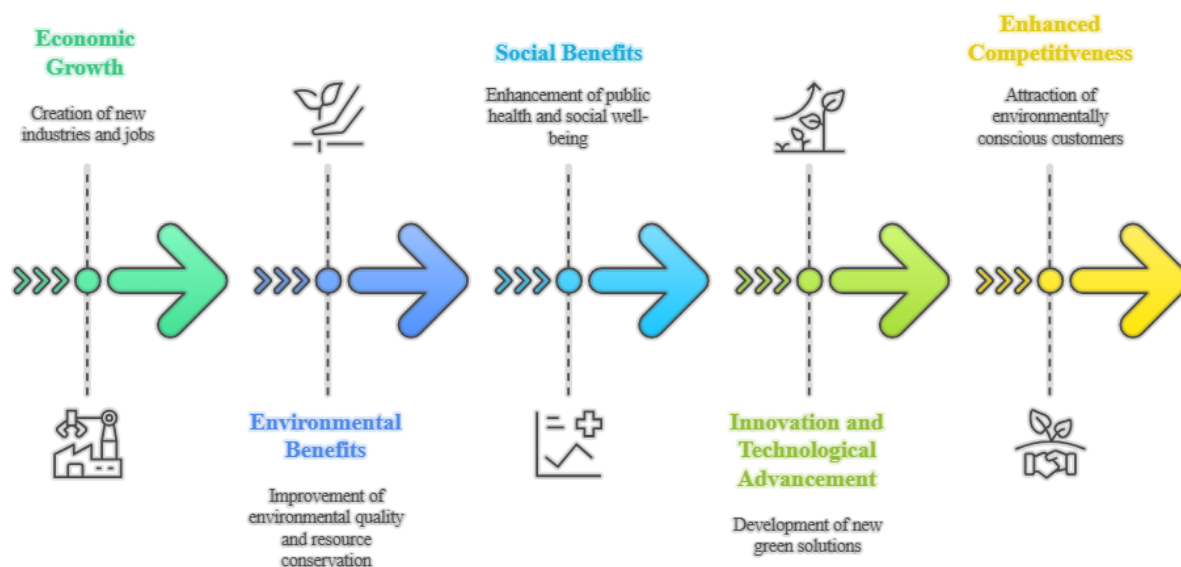 Economic
Growth
Creation of new
industries and jobs
Environmental
Benefits
Improvement of
environmental quality
and resource
conservation
Social Benefits
Enhancement of public
health and social well-
being
Innovation and
Technological
Advancement
Development of new
green solutions
Enhanced
Competitiveness
Attraction of
environmentally
conscious customers